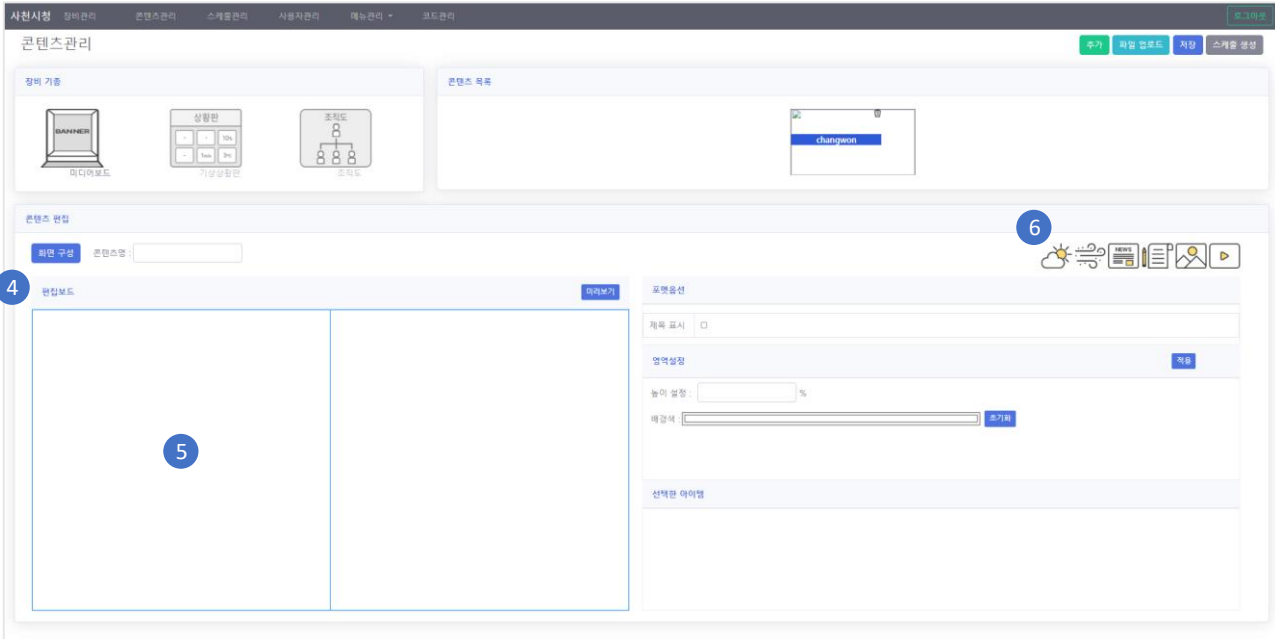 사천시청 장비관리 콘텐츠관리 스케줄관리 사용자관리 메뉴관리 코드관리 로그아웃
콘텐츠관리 추가 파일 업로드 저장 스케줄 생성
장비 기종 콘텐츠 목록
BANNER 상황판 조직도
changwon
미디어보드 기상상황판 조직도
콘텐츠 편집
6
화면 구성 콘텐츠명 : NEWS
4 편집보드 미리보기 포맷옵션
제목 표시
영역설정 적용
높이 설정 : %
배경색 : 초기화
5
선택한 아이템